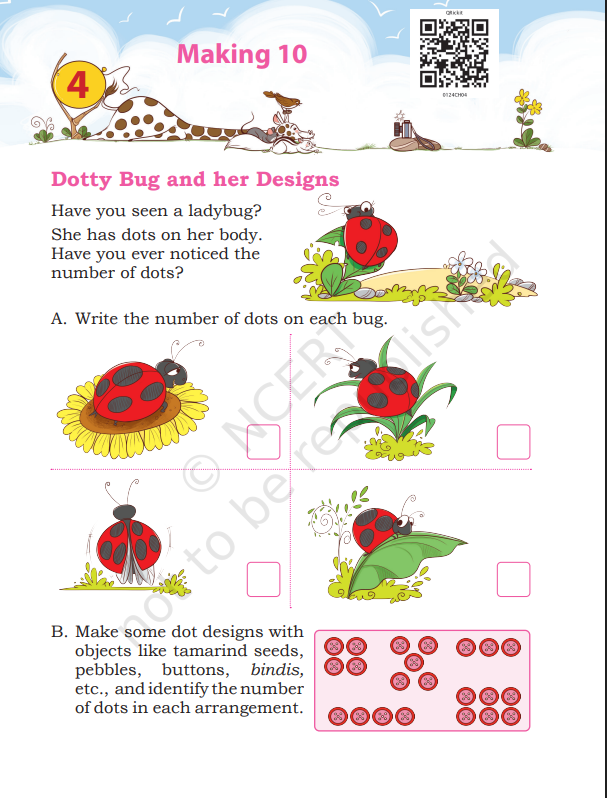 QRickit
Making 10
4
E124CH04
Dotty Bug and her Designs
Have you seen a ladybug?
She has dots on her body.
Have you ever noticed the
number of dots?
A. Write the number of dots on each bug.
© NCERT
not to be republished
B. Make some dot designs with
objects like tamarind seeds,
pebbles, buttons, bindis,
etc., and identify the number
of dots in each arrangement.